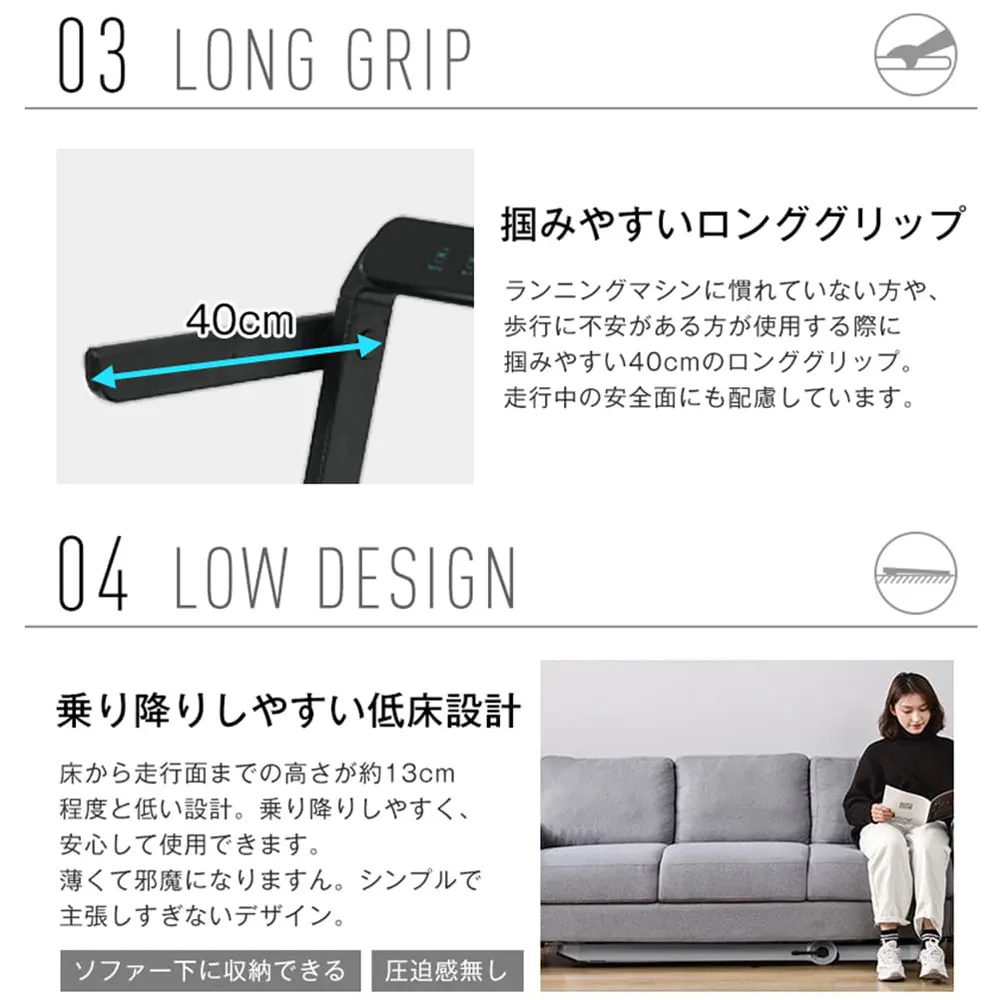 03 LONG GRIP
40cm
掴みやすいロンググリップ
ランニングマシンに慣れていない方や、
歩行に不安がある方が使用する際に
掴みやすい40cmのロンググリップ。
走行中の安全面にも配慮しています。
04 LOW DESIGN
乗り降りしやすい低床設計
床から走行面までの高さが約13cm
程度と低い設計。乗り降りしやすく、
安心して使用できます。
薄くて邪魔になりますん。シンプルで
主張しすぎないデザイン。
ソファー下に収納できる
圧迫感無し